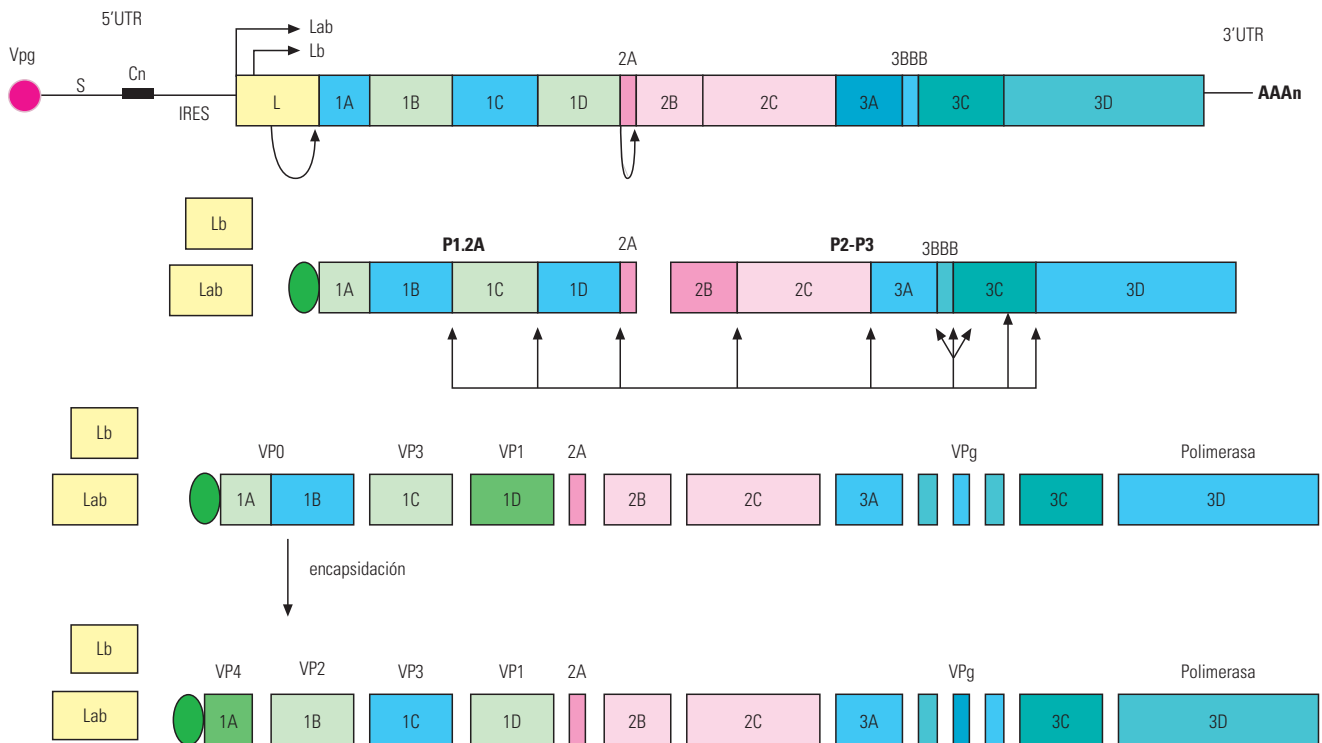 5'UTR
Lab
Lb
3'UTR
Vpg
S
Cn
IRES
2A
3BBB
L 1A 1B 1C 1D 2B 2C 3A 3C 3D
AAAn
Lb
Lab
P1.2A 2A P2-P3 3BBB
1A 1B 1C 1D 2B 2C 3A 3C 3D
Lb
Lab
VP0 VP3 VP1 2A VPg Polimerasa
1A 1B 1C 1D 2B 2C 3A 3C 3D
encapsidación
Lb
Lab
VP4 VP2 VP3 VP1 2A VPg Polimerasa
1A 1B 1C 1D 2B 2C 3A 3C 3D